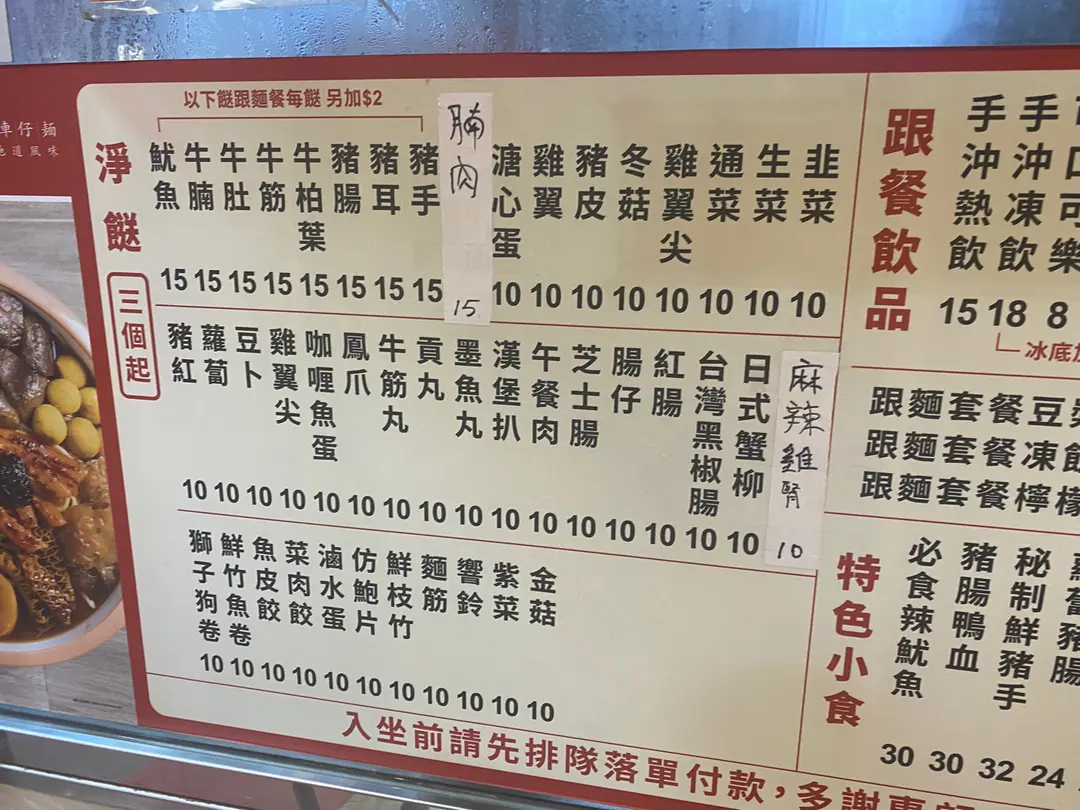 車仔麵
地道風味
以下餸跟麵餐每餸 另加$2
淨餸
三個起
魷魚 牛腩 牛肚 牛筋 牛柏葉 豬腸 豬耳 豬手 腩肉 溏心蛋 雞翼 豬皮 冬菇 雞翼尖 通菜 生菜 韭菜
15 15 15 15 15 15 15 15 15. 10 10 10 10 10 10 10 10
豬紅 蘿蔔 豆卜 雞翼尖 咖喱魚蛋 鳳爪 牛筋丸 貢丸 墨魚丸 漢堡扒 午餐肉 芝士腸 腸仔 紅腸 台灣黑椒腸 日式蟹柳 麻辣雞腎
10 10 10 10 10 10 10 10 10 10 10 10 10 10 10 10 10
獅子狗卷 鮮竹魚卷 魚皮餃 菜肉餃 滷水蛋 仿鮑片 鮮枝竹 麵筋 響鈴 紫菜 金菇
10 10 10 10 10 10 10 10 10 10 10
入坐前請先排隊落單付款，多謝惠
跟餐飲品
手沖熱飲 手沖凍飲 口可樂
15 18 8
冰底
跟麵套餐豆
跟麵套餐凍
跟麵套餐檸
特色小食
必食辣魷魚 豬腸鴨血 秘制鮮豬手 蘿蔔豬腸
30 30 32 24